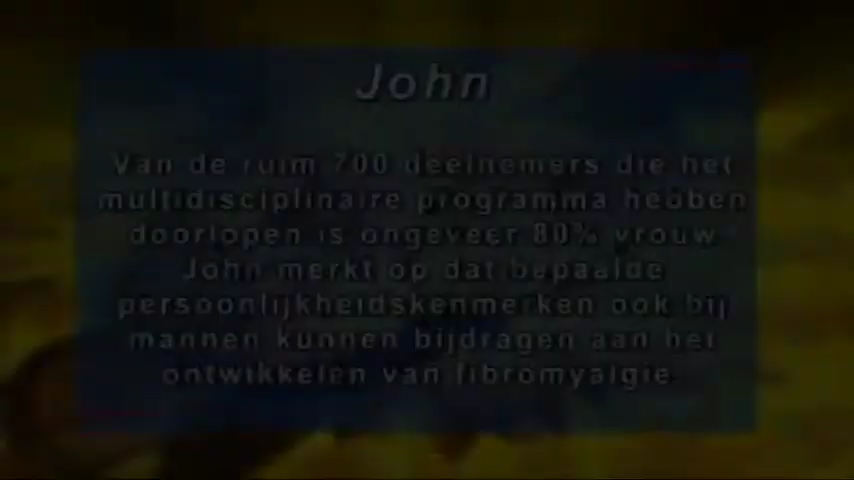 John
Van de ruim 700 deelnemers die het
multidisciplinaire programma hebben
doorlopen is ongeveer 80% vrouw
John merkt op dat bepaalde
persoonlijkheidskenmerken ook bij
mannen kunnen bijdragen aan het
ontwikkelen van fibromyalgie